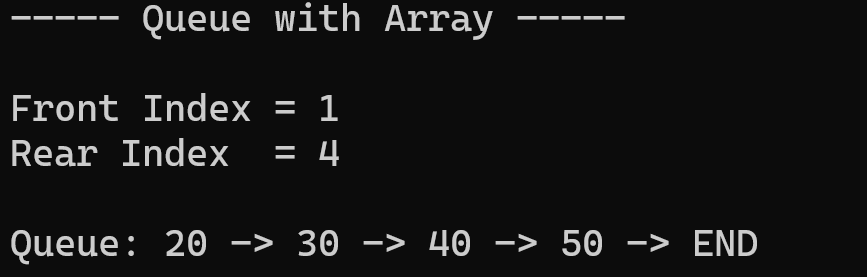 ----- Queue with Array -----
Front Index = 1
Rear Index  = 4
Queue: 20 -> 30 -> 40 -> 50 -> END